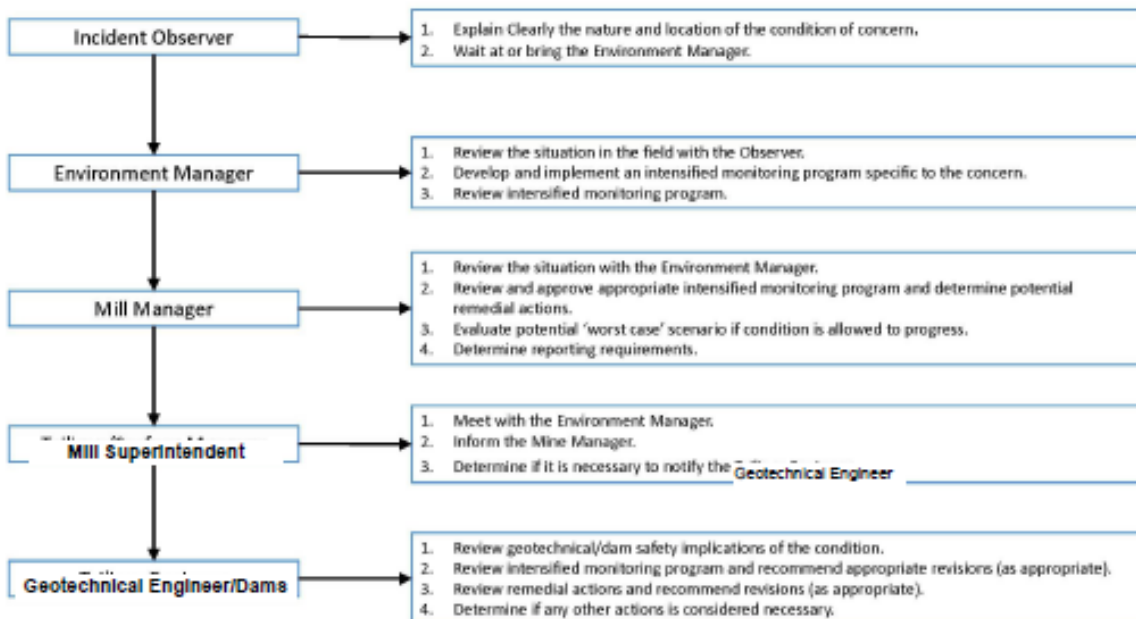 Incident Observer
1. Explain Clearly the nature and location of the condition of concern.
2. Wait at or bring the Environment Manager.
Environment Manager
1. Review the situation in the field with the Observer.
2. Develop and implement an intensified monitoring program specific to the concern.
3. Review intensified monitoring program.
Mill Manager
1. Review the situation with the Environment Manager.
2. Review and approve appropriate intensified monitoring program and determine potential
remedial actions.
3. Evaluate potential ‘worst case’ scenario if condition is allowed to progress.
4. Determine reporting requirements.
Mill Superintendent
1. Meet with the Environment Manager.
2. Inform the Mine Manager.
3. Determine if it is necessary to notify the
Geotechnical Engineer
Geotechnical Engineer/Dams
1. Review geotechnical/dam safety implications of the condition.
2. Review intensified monitoring program and recommend appropriate revisions (as appropriate).
3. Review remedial actions and recommend revisions (as appropriate).
4. Determine if any other actions is considered necessary.